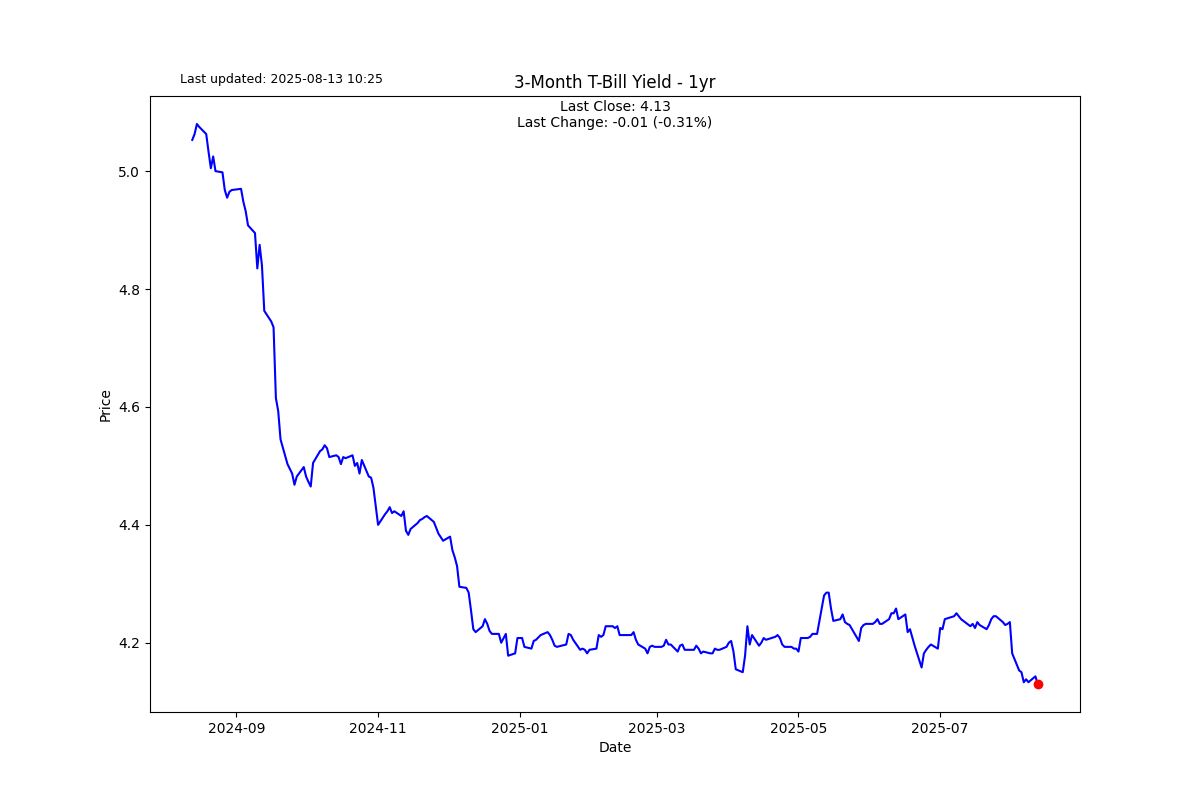 Last updated: 2025-08-13 10:25
3-Month T-Bill Yield - 1yr
Last Close: 4.13
Last Change: -0.01 (-0.31%)
Price
5.0
4.8
4.6
4.4
4.2
2024-09
2024-11
2025-01
2025-03
2025-05
2025-07
Date